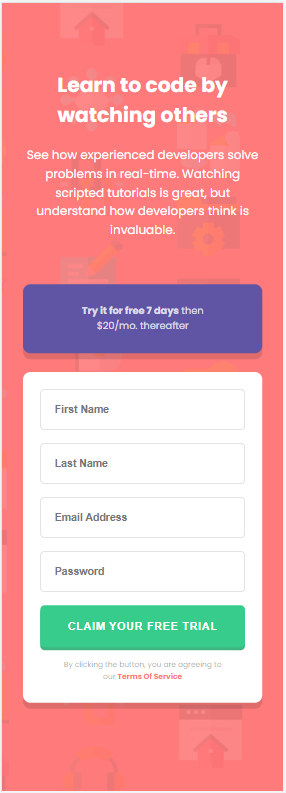 Learn to code by
watching others
See how experienced developers solve
problems in real-time. Watching
scripted tutorials is great, but
understand how developers think is
invaluable.
Try it for free 7 days then
$20/mo. thereafter
First Name
Last Name
Email Address
Password
CLAIM YOUR FREE TRIAL
By clicking the button, you are agreeing to
our Terms Of Service.